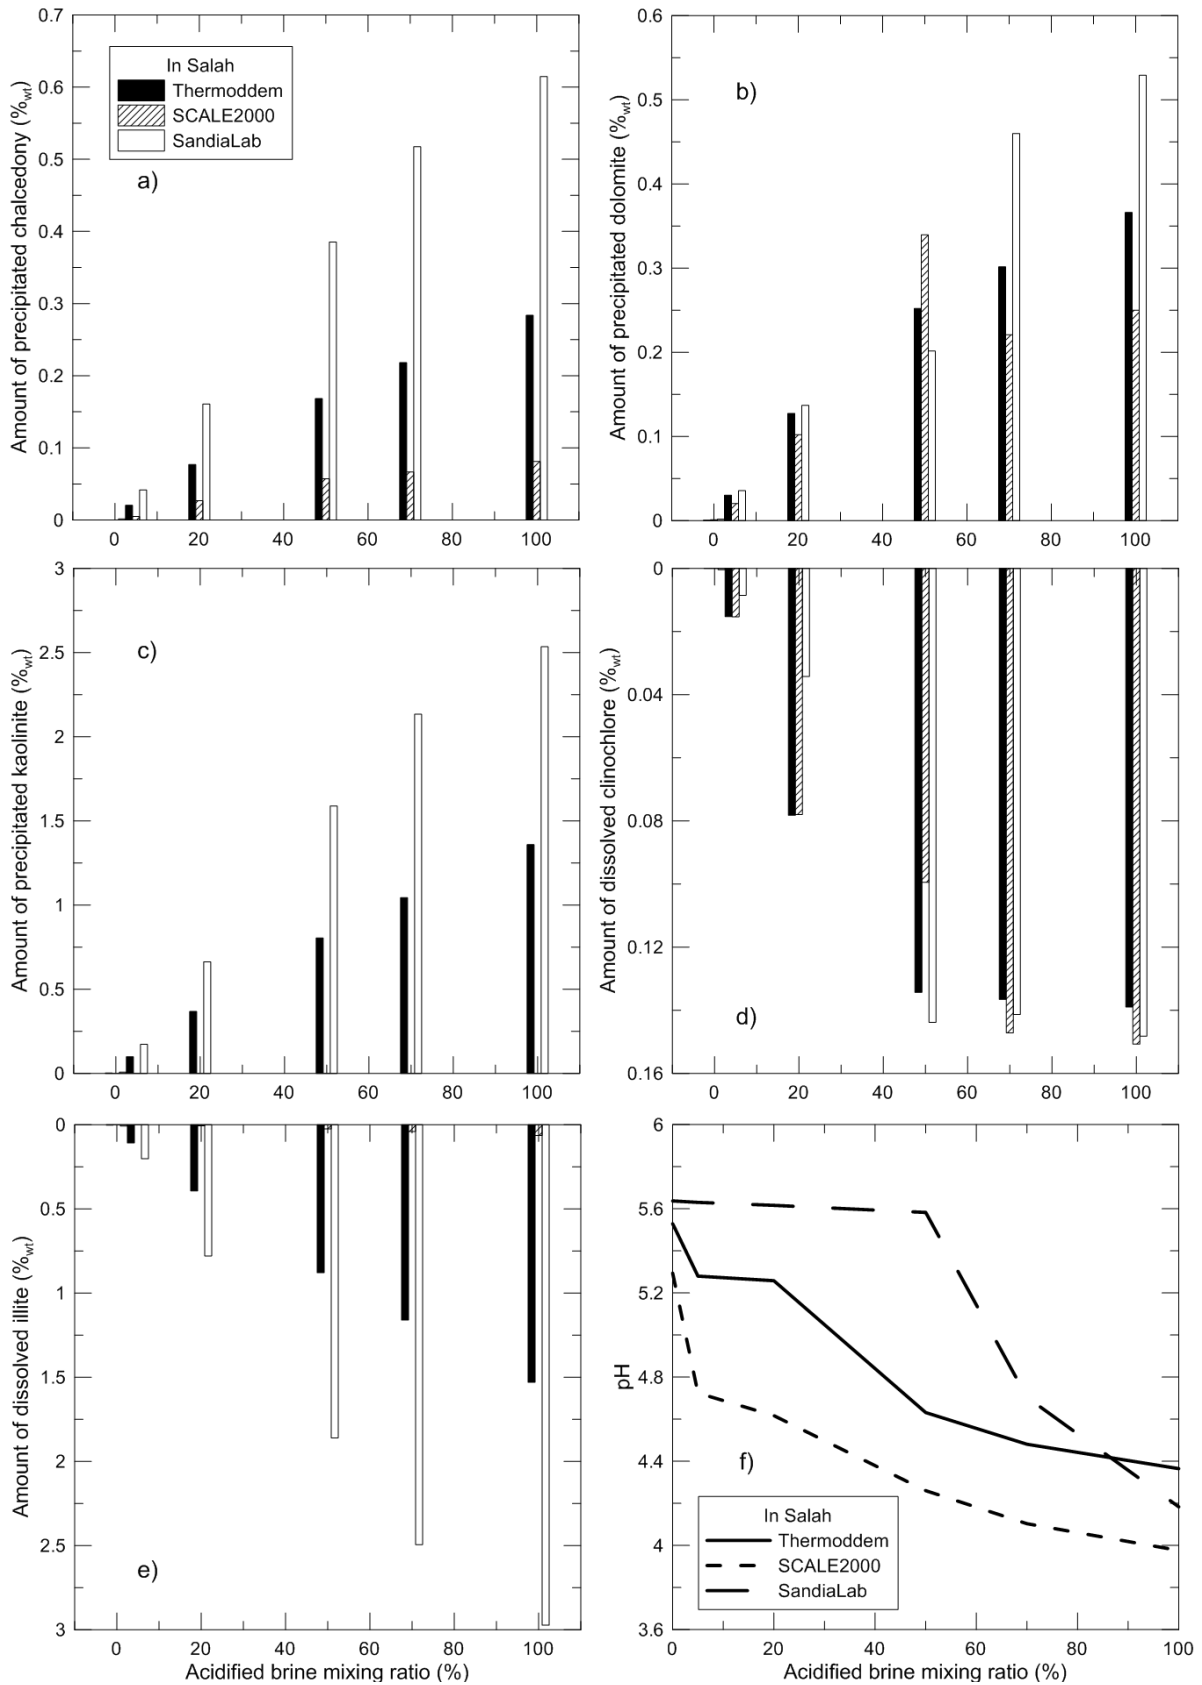 0.7
0.6
0.5
0.4
0.3
0.2
0.1
0
Amount of precipitated chalcedony (%wt)
In Salah
Thermoddem
SCALE2000
SandiaLab
a)
0 20 40 60 80 100
0.6
0.5
0.4
0.3
0.2
0.1
0
Amount of precipitated dolomite (%wt)
b)
0 20 40 60 80 100
3
2.5
2
1.5
1
0.5
0
Amount of precipitated kaolinite (%wt)
c)
0 20 40 60 80 100
0
0.04
0.08
0.12
0.16
Amount of dissolved clinochlore (%wt)
d)
0 20 40 60 80 100
0
0.5
1
1.5
2
2.5
3
Amount of dissolved illite (%wt)
e)
0 20 40 60 80 100
Acidified brine mixing ratio (%)
6
5.6
5.2
4.8
4.4
4
3.6
pH
f)
In Salah
Thermoddem
SCALE2000
SandiaLab
0 20 40 60 80 100
Acidified brine mixing ratio (%)